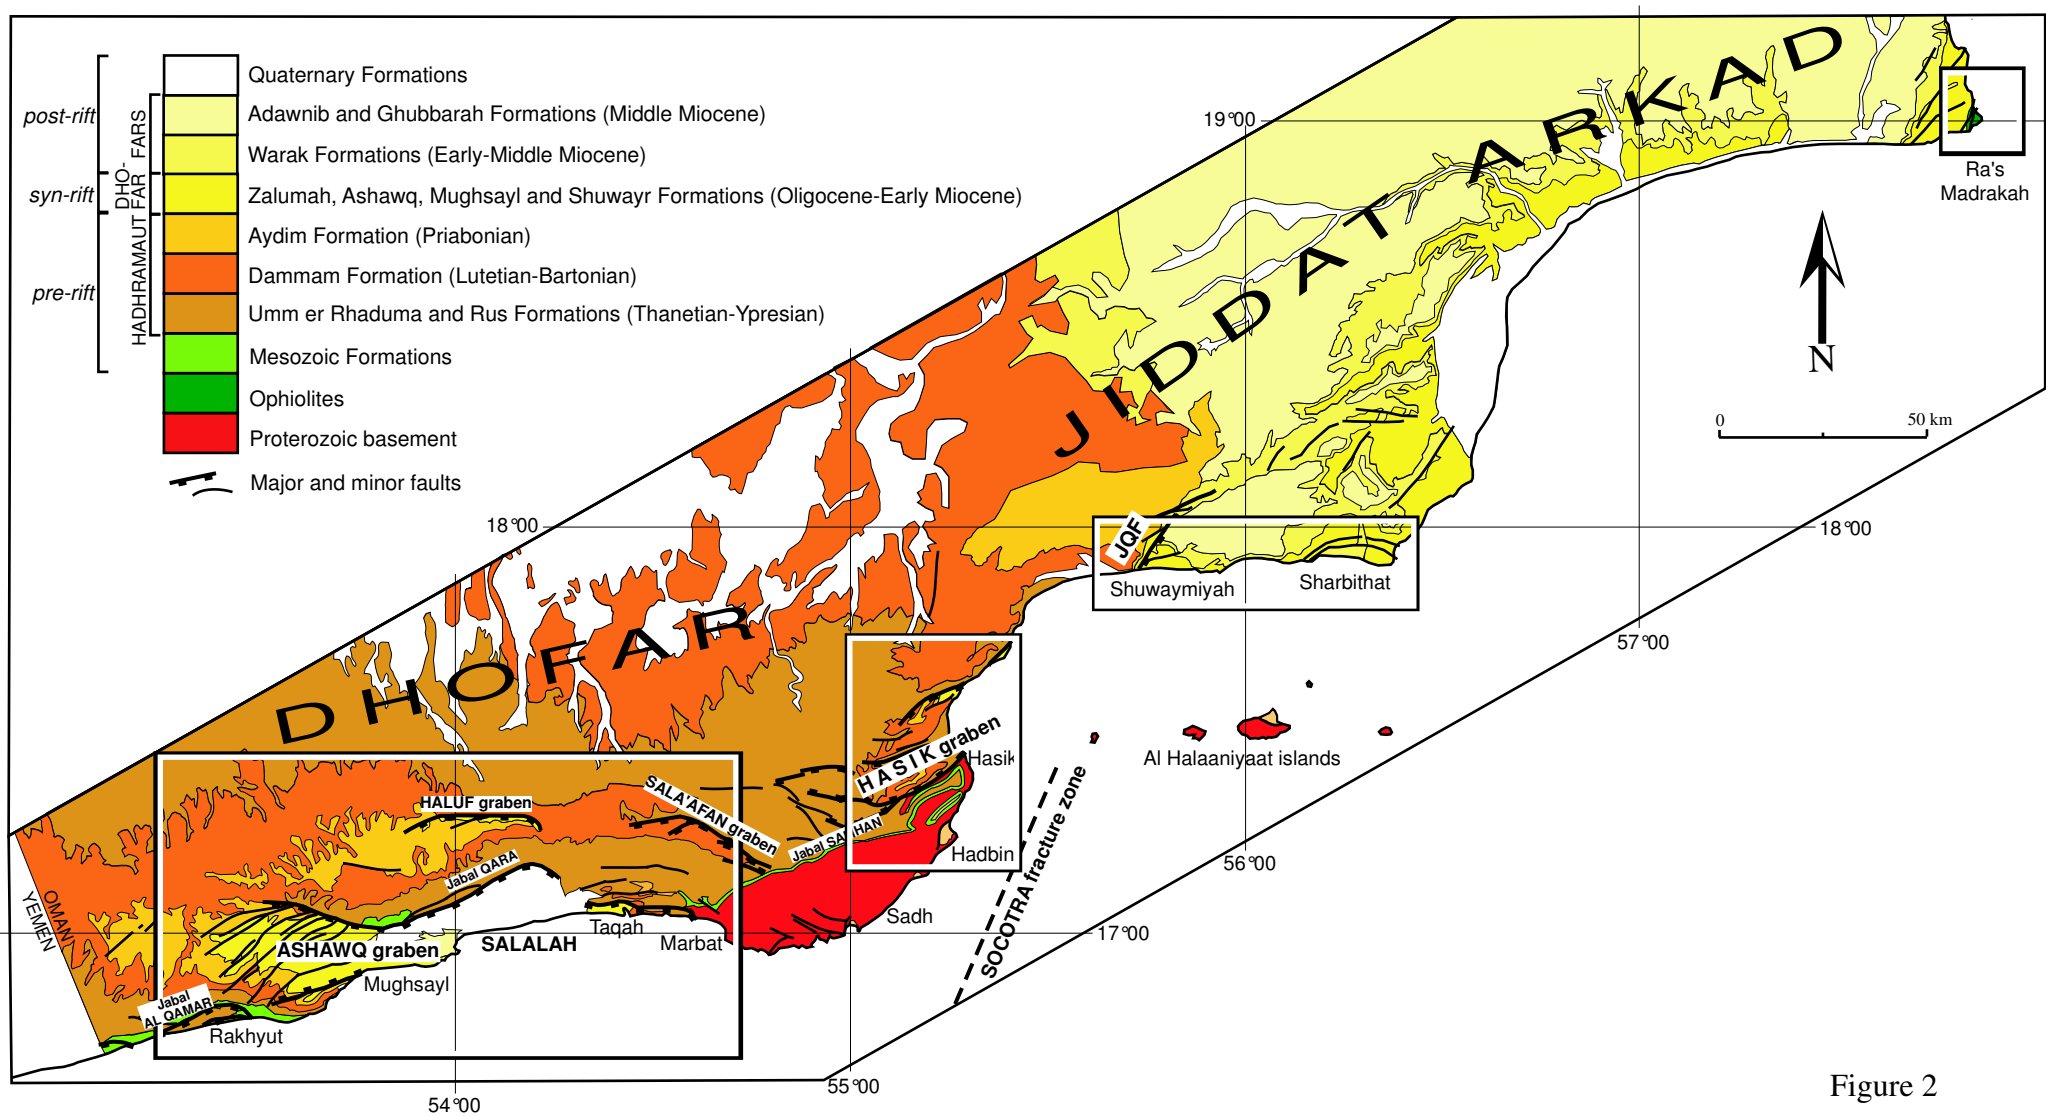 Quaternary Formations
post-rift
Adawnib and Ghubbarah Formations (Middle Miocene)
Warak Formations (Early-Middle Miocene)
syn-rift
Zalumah, Ashawq, Mughsayl and Shuwayr Formations (Oligocene-Early Miocene)
Aydim Formation (Priabonian)
Dammam Formation (Lutetian-Bartonian)
pre-rift
Umm er Rhaduma and Rus Formations (Thanetian-Ypresian)
Mesozoic Formations
Ophiolites
Proterozoic basement
Major and minor faults
FARS
DHO-
FAR
HADHRAMAUT
JIDDAT ARKAD
DHOFAR
19°00
Ra's
Madrakah
N
0
50 km
18°00
18°00
JQF
Shuwaymiyah
Sharbithat
57°00
Al Halaaniyaat islands
HASIK graben
Hasik
SALA'AFAN graben
HALUF graben
Jabal SAMHAN
Jabal QARA
Hadbin
SOCOTRA fracture zone
56°00
OMAN
YEMEN
Sadh
Taqah
Marbat
17°00
SALALAH
ASHAWQ graben
Mughsayl
Jabal
AL QAMAR
Rakhyut
55°00
54°00
Figure 2